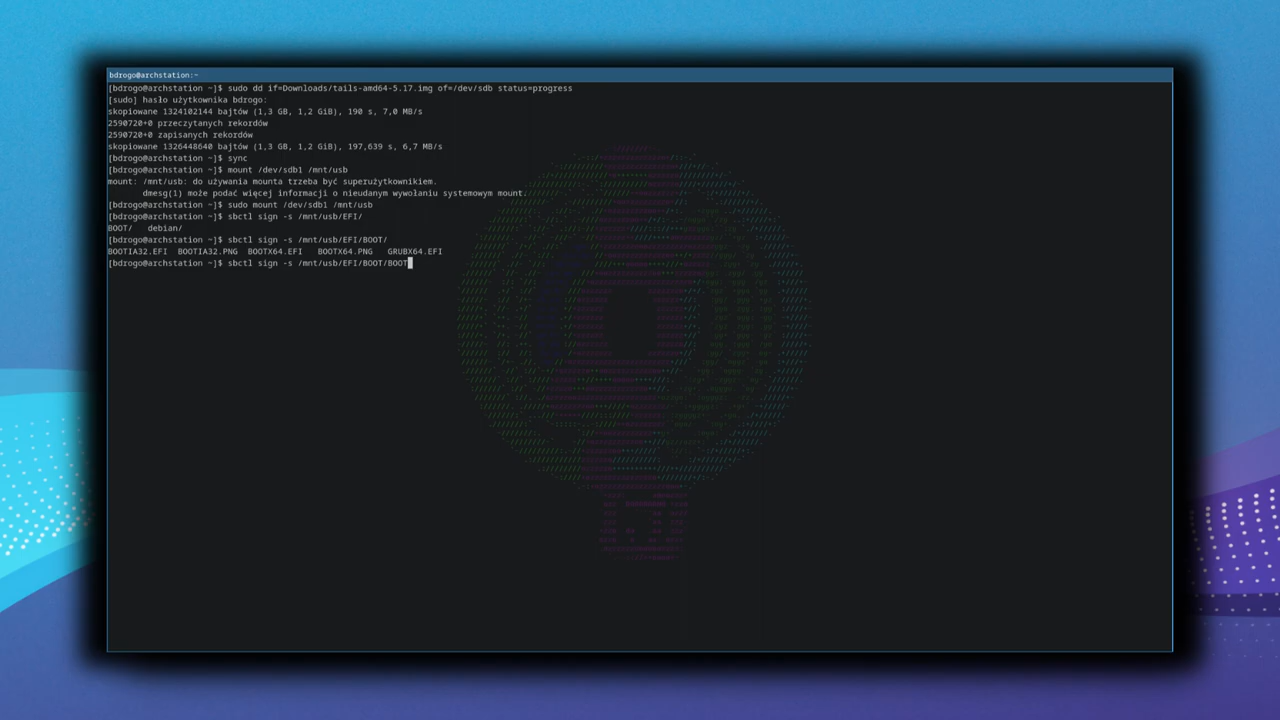 bdrogo@archstation:~
[bdrogo@archstation ~]$ sudo dd if=Downloads/tails-amd64-5.17.img of=/dev/sdb status=progress
[sudo] hasło użytkownika bdrogo:
skopiowane 1324102144 bajtów (1,3 GB, 1,2 GiB), 190 s, 7,0 MB/s
2590720+0 przeczytanych rekordów
2590720+0 zapisanych rekordów
skopiowane 1326448640 bajtów (1,3 GB, 1,2 GiB), 197,639 s, 6,7 MB/s
[bdrogo@archstation ~]$ sync
[bdrogo@archstation ~]$ mount /dev/sdb1 /mnt/usb
mount: /mnt/usb: do używania mounta trzeba być superużytkownikiem.
dmesg(1) może podać więcej informacji o nieudanym wywołaniu systemowym mount.
[bdrogo@archstation ~]$ sudo mount /dev/sdb1 /mnt/usb
[bdrogo@archstation ~]$ sbctl sign -s /mnt/usb/EFI/
BOOT/ debian/
[bdrogo@archstation ~]$ sbctl sign -s /mnt/usb/EFI/BOOT/
BOOTIA32.EFI BOOTIA32.PNG BOOTX64.EFI BOOTX64.PNG GRUBX64.EFI
[bdrogo@archstation ~]$ sbctl sign -s /mnt/usb/EFI/BOOT/BOOT